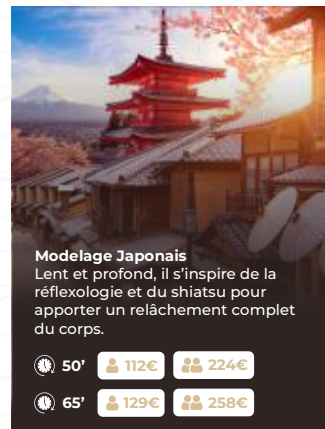 Modelage Japonais
Lent et profond, il s’inspire de la
réflexologie et du shiatsu pour
apporter un relâchement complet
du corps.
50’ 112€ 224€
65’ 129€ 258€